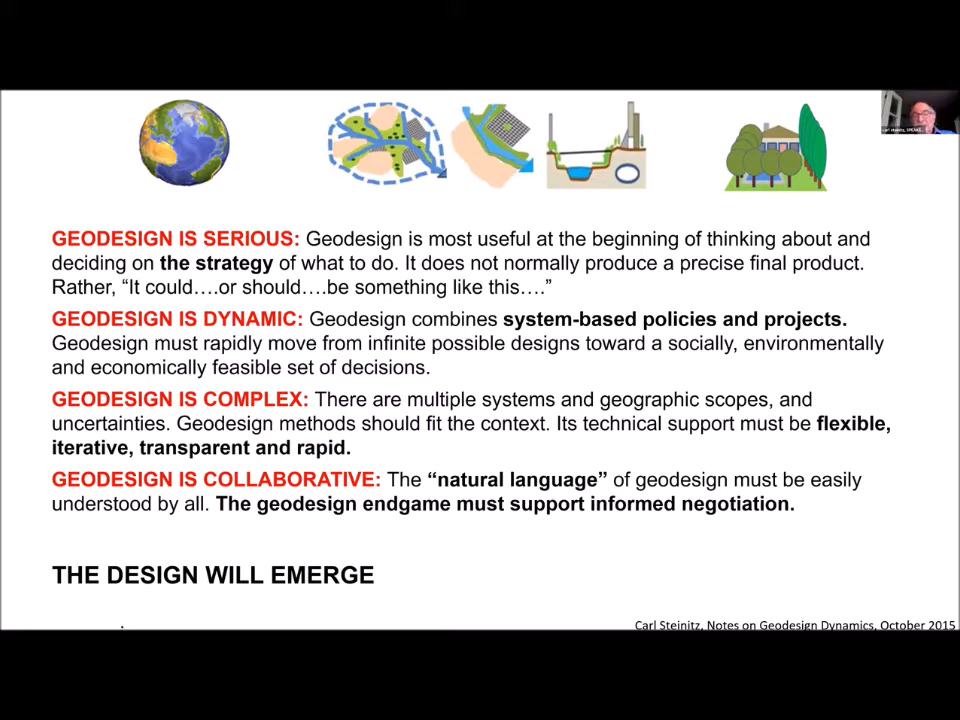 carl steinitz, SPEAKE...
GEODESIGN IS SERIOUS: Geodesign is most useful at the beginning of thinking about and
deciding on the strategy of what to do. It does not normally produce a precise final product.
Rather, “It could….or should….be something like this….”
GEODESIGN IS DYNAMIC: Geodesign combines system-based policies and projects.
Geodesign must rapidly move from infinite possible designs toward a socially, environmentally
and economically feasible set of decisions.
GEODESIGN IS COMPLEX: There are multiple systems and geographic scopes, and
uncertainties. Geodesign methods should fit the context. Its technical support must be flexible,
iterative, transparent and rapid.
GEODESIGN IS COLLABORATIVE: The “natural language” of geodesign must be easily
understood by all. The geodesign endgame must support informed negotiation.
THE DESIGN WILL EMERGE
Carl Steinitz, Notes on Geodesign Dynamics, October 2015